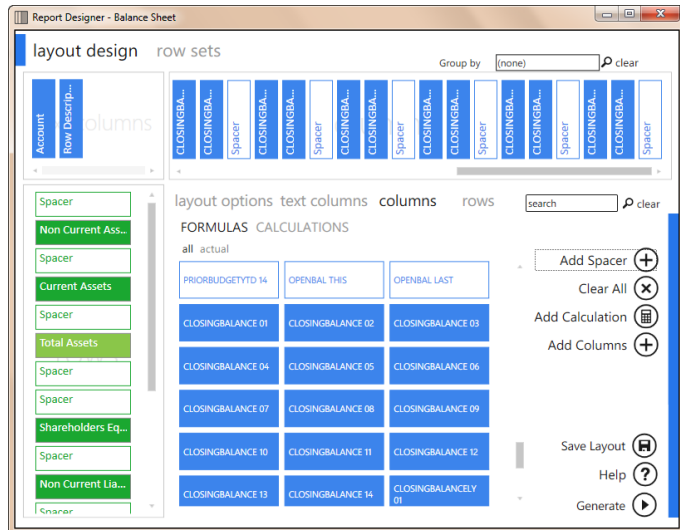 Report Designer - Balance Sheet
layout design row sets
Group by (none) clear
Account
Row Descrip...
columns
CLOSINGBA...
CLOSINGBA...
Spacer
CLOSINGBA...
CLOSINGBA...
Spacer
CLOSINGBA...
CLOSINGBA...
Spacer
CLOSINGBA...
CLOSINGBA...
Spacer
CLOSINGBA...
CLOSINGBA...
Spacer
-
Spacer
Non Current Ass...
Spacer
Current Assets
Spacer
Total Assets
Spacer
Spacer
Shareholders Eq...
Spacer
Non Current Lia...
Spacer
layout options text columns columns rows search clear
FORMULAS CALCULATIONS
all actual
PRIORBUDGETYTD 14 OPENBAL THIS OPENBAL LAST
CLOSINGBALANCE 01 CLOSINGBALANCE 02 CLOSINGBALANCE 03
CLOSINGBALANCE 04 CLOSINGBALANCE 05 CLOSINGBALANCE 06
CLOSINGBALANCE 07 CLOSINGBALANCE 08 CLOSINGBALANCE 09
CLOSINGBALANCE 10 CLOSINGBALANCE 11 CLOSINGBALANCE 12
CLOSINGBALANCE 13 CLOSINGBALANCE 14 CLOSINGBALANCELY
01
Add Spacer
Clear All
Add Calculation
Add Columns
Save Layout
Help
Generate